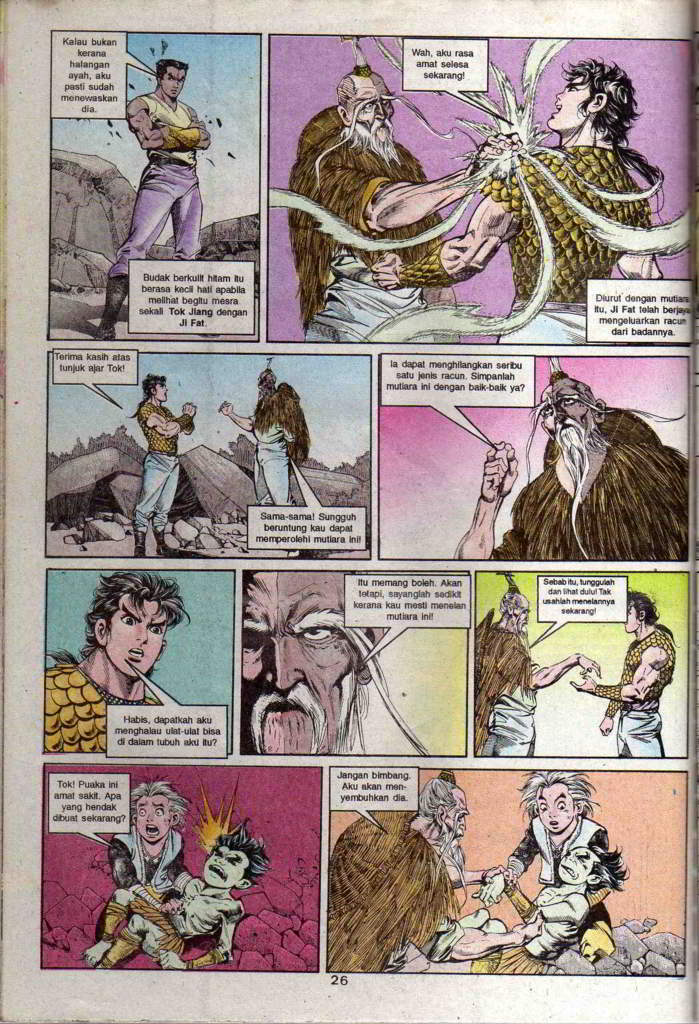 Kalau bukan
kerana
halangan
ayah, aku
pasti sudah
menewaskan
dia.
Budak berkulit hitam itu
berasa kecil hati apabila
melihat begitu mesra
sekali Tok Jiang dengan
Ji Fat.
Wah, aku rasa
amat selesa
sekarang!
Diurut dengan mutiara
itu, Ji Fat telah berjaya
mengeluarkan racun
dari badannya.
Terima kasih atas
tunjuk ajar Tok!
Sama-sama! Sungguh
beruntung kau dapat
memperolehi mutiara ini!
Ia dapat menghilangkan seribu
satu jenis racun. Simpanlah
mutiara ini dengan baik-baik ya?
Habis, dapatkah aku
menghalau ulat-ulat bisa
di dalam tubuh aku itu?
Itu memang boleh. Akan
tetapi, sayanglah sedikit
kerana kau mesti menelan
mutiara ini!
Sebab itu, tunggulah
dan lihat dulu! Tak
usahlah menelannya
sekarang!
Tok! Puaka ini
amat sakit. Apa
yang hendak
dibuat sekarang?
Jangan bimbang.
Aku akan men-
yembuhkan dia.
26